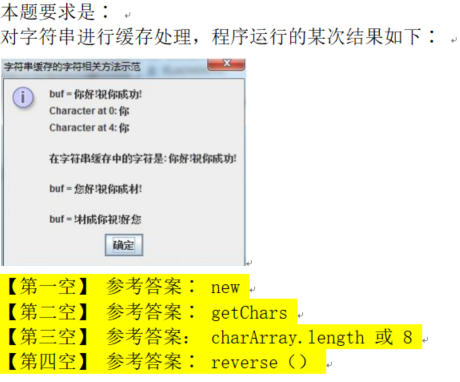 本题要求是：
对字符串进行缓存处理，程序运行的某次结果如下：
字符串缓存的字符相关方法示范
buf = 你好!祝你成功!
Character at 0: 你
Character at 4: 你
在字符串缓存中的字符是: 你好!祝你成功!
buf = 您好!祝你成材!
buf = !材成你祝!好您
确定
【第一空】 参考答案： new
【第二空】 参考答案： getChars
【第三空】 参考答案： charArray.length 或 8
【第四空】 参考答案： reverse（）